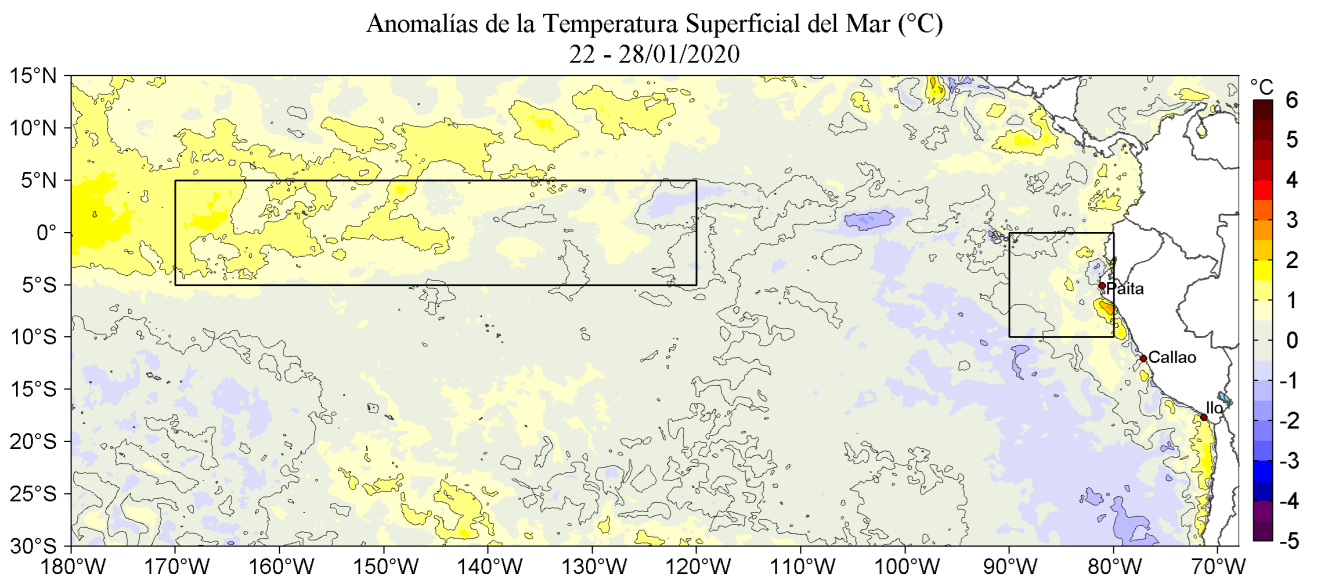 Anomalías de la Temperatura Superficial del Mar (°C)
22 - 28/01/2020
15°N
10°N
5°N
0°
5°S
10°S
15°S
20°S
25°S
30°S
180°W
170°W
160°W
150°W
140°W
130°W
120°W
110°W
100°W
90°W
80°W
70°W
Paita
Callao
Ilo
°C
6
5
4
3
2
1
0
-1
-2
-3
-4
-5